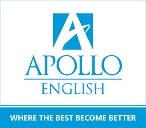 APOLLO
ENGLISH
WHERE THE BEST BECOME BETTER